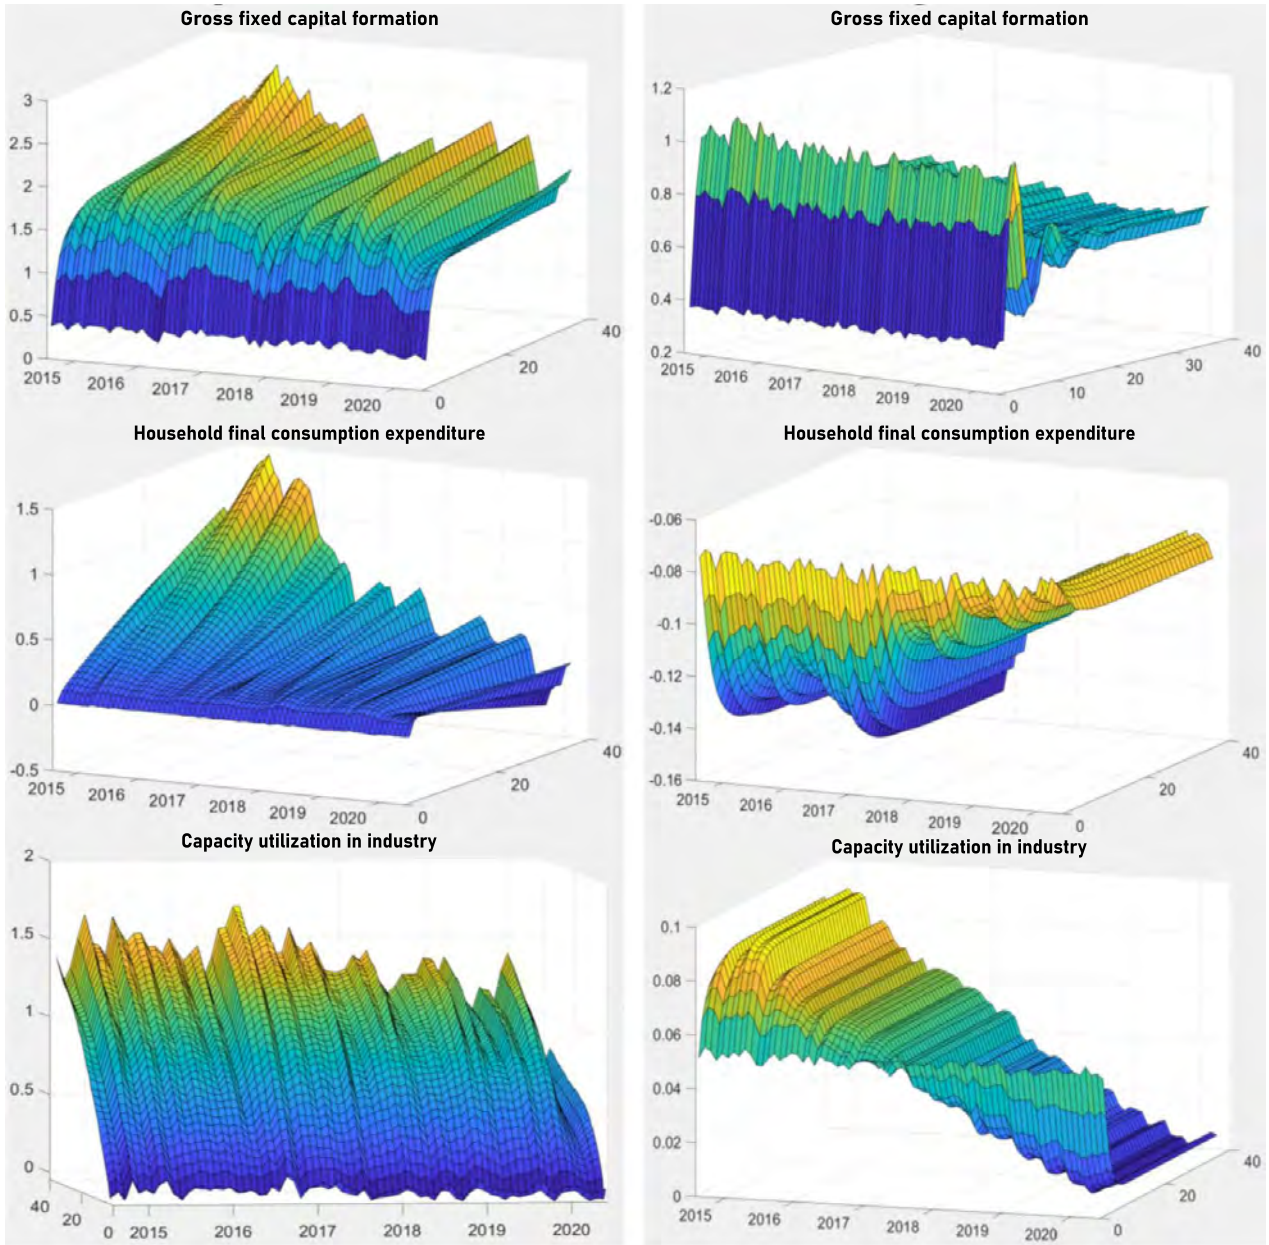 Gross fixed capital formation
3
2.5
2
1.5
1
0.5
0
2015 2016 2017 2018 2019 2020
0 20 40
Gross fixed capital formation
1.2
1
0.8
0.6
0.4
0.2
2015 2016 2017 2018 2019 2020
0 10 20 30 40
Household final consumption expenditure
1.5
1
0.5
0
-0.5
2015 2016 2017 2018 2019 2020
0 20 40
Household final consumption expenditure
-0.06
-0.08
-0.1
-0.12
-0.14
-0.16
2015 2016 2017 2018 2019 2020
0 20 40
Capacity utilization in industry
2
1.5
1
0.5
0
40 20 0
2015 2016 2017 2018 2019 2020
Capacity utilization in industry
0.1
0.08
0.06
0.04
0.02
0
2015 2016 2017 2018 2019 2020
0 20 40